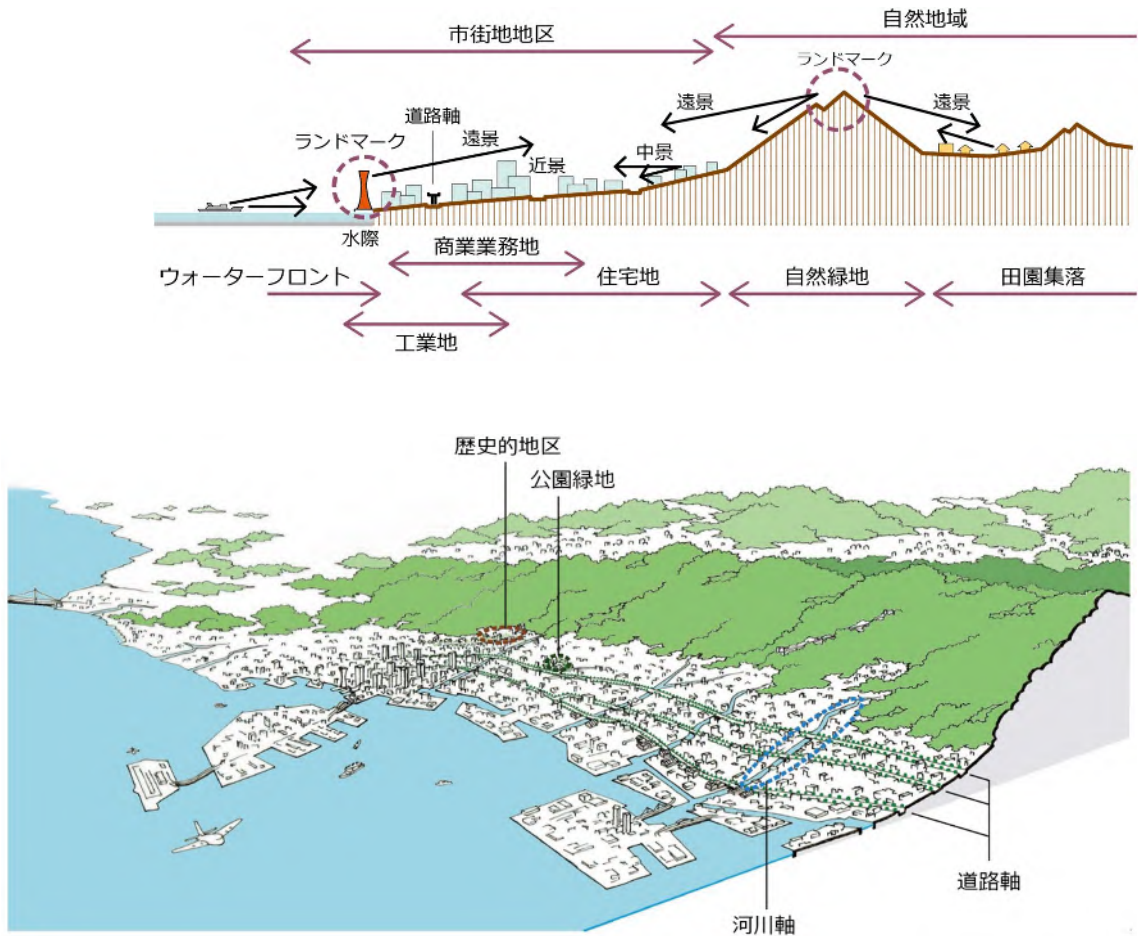 市街地地区
自然地域
ランドマーク
遠景
遠景
道路軸
ランドマーク
遠景
中景
近景
水際
商業業務地
ウォーターフロント
住宅地
自然緑地
田園集落
工業地
歴史的地区
公園緑地
道路軸
河川軸